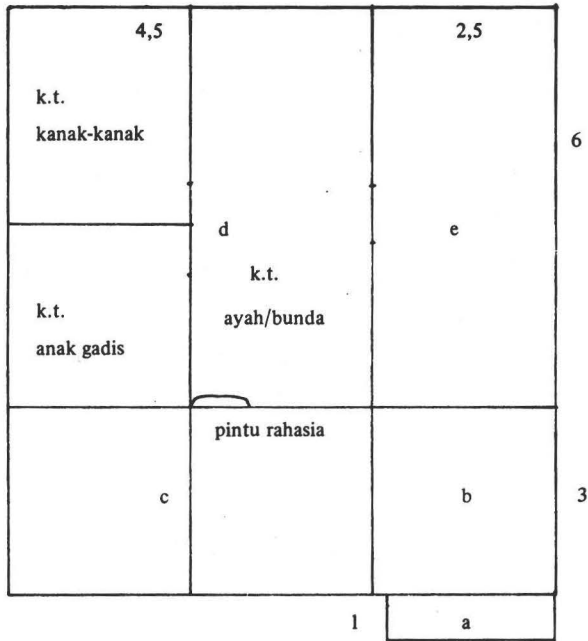 4,5
2,5
k.t.
kanak-kanak
6
d
e
k.t.
k.t.
ayah/bunda
anak gadis
pintu rahasia
c
b
3
1
a